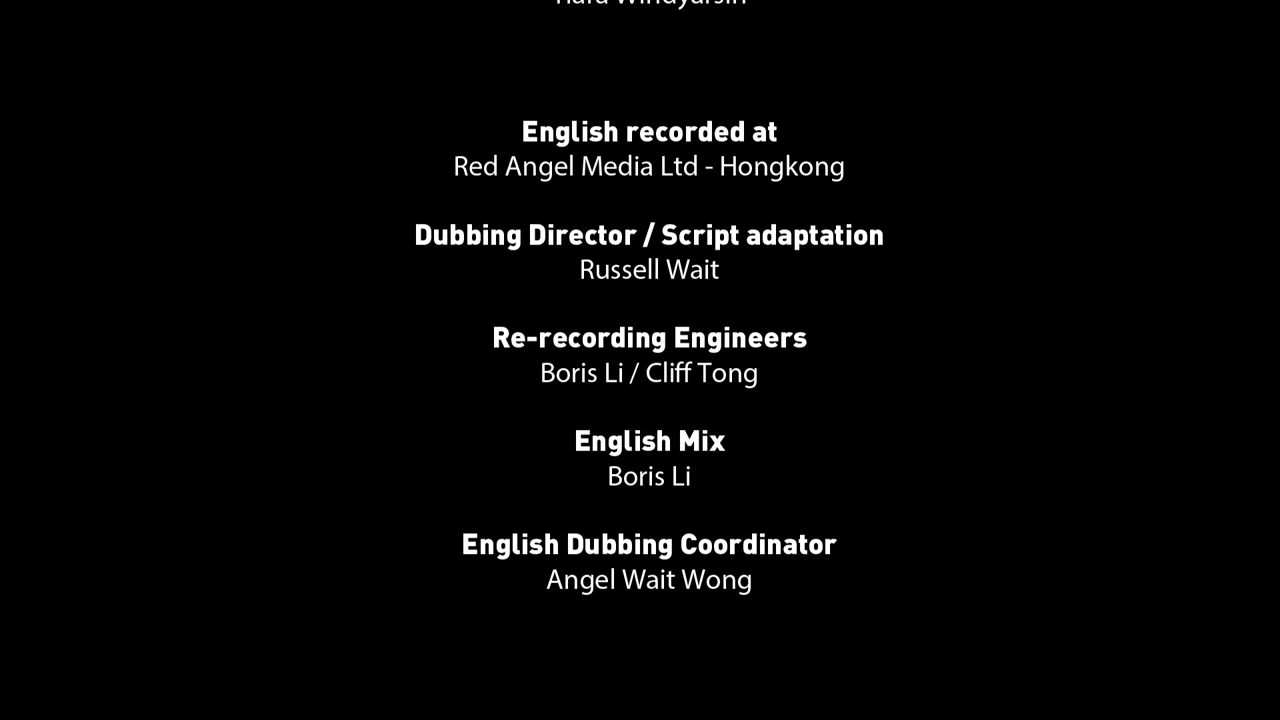 English recorded at
Red Angel Media Ltd - Hongkong
Dubbing Director / Script adaptation
Russell Wait
Re-recording Engineers
Boris Li / Cliff Tong
English Mix
Boris Li
English Dubbing Coordinator
Angel Wait Wong